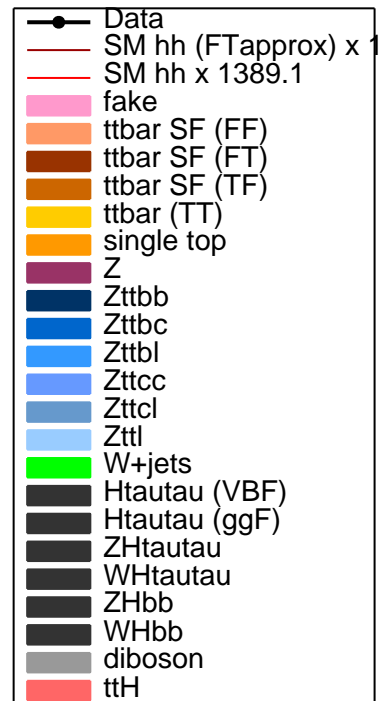 Data
SM hh (FTapprox) x 1
SM hh x 1389.1
fake
ttbar SF (FF)
ttbar SF (FT)
ttbar SF (TF)
ttbar (TT)
single top
Z
Zttbb
Zttbc
Zttbl
Zttcc
Zttcl
Zttl
W+jets
Htautau (VBF)
Htautau (ggF)
ZHtautau
WHtautau
ZHbb
WHbb
diboson
ttH